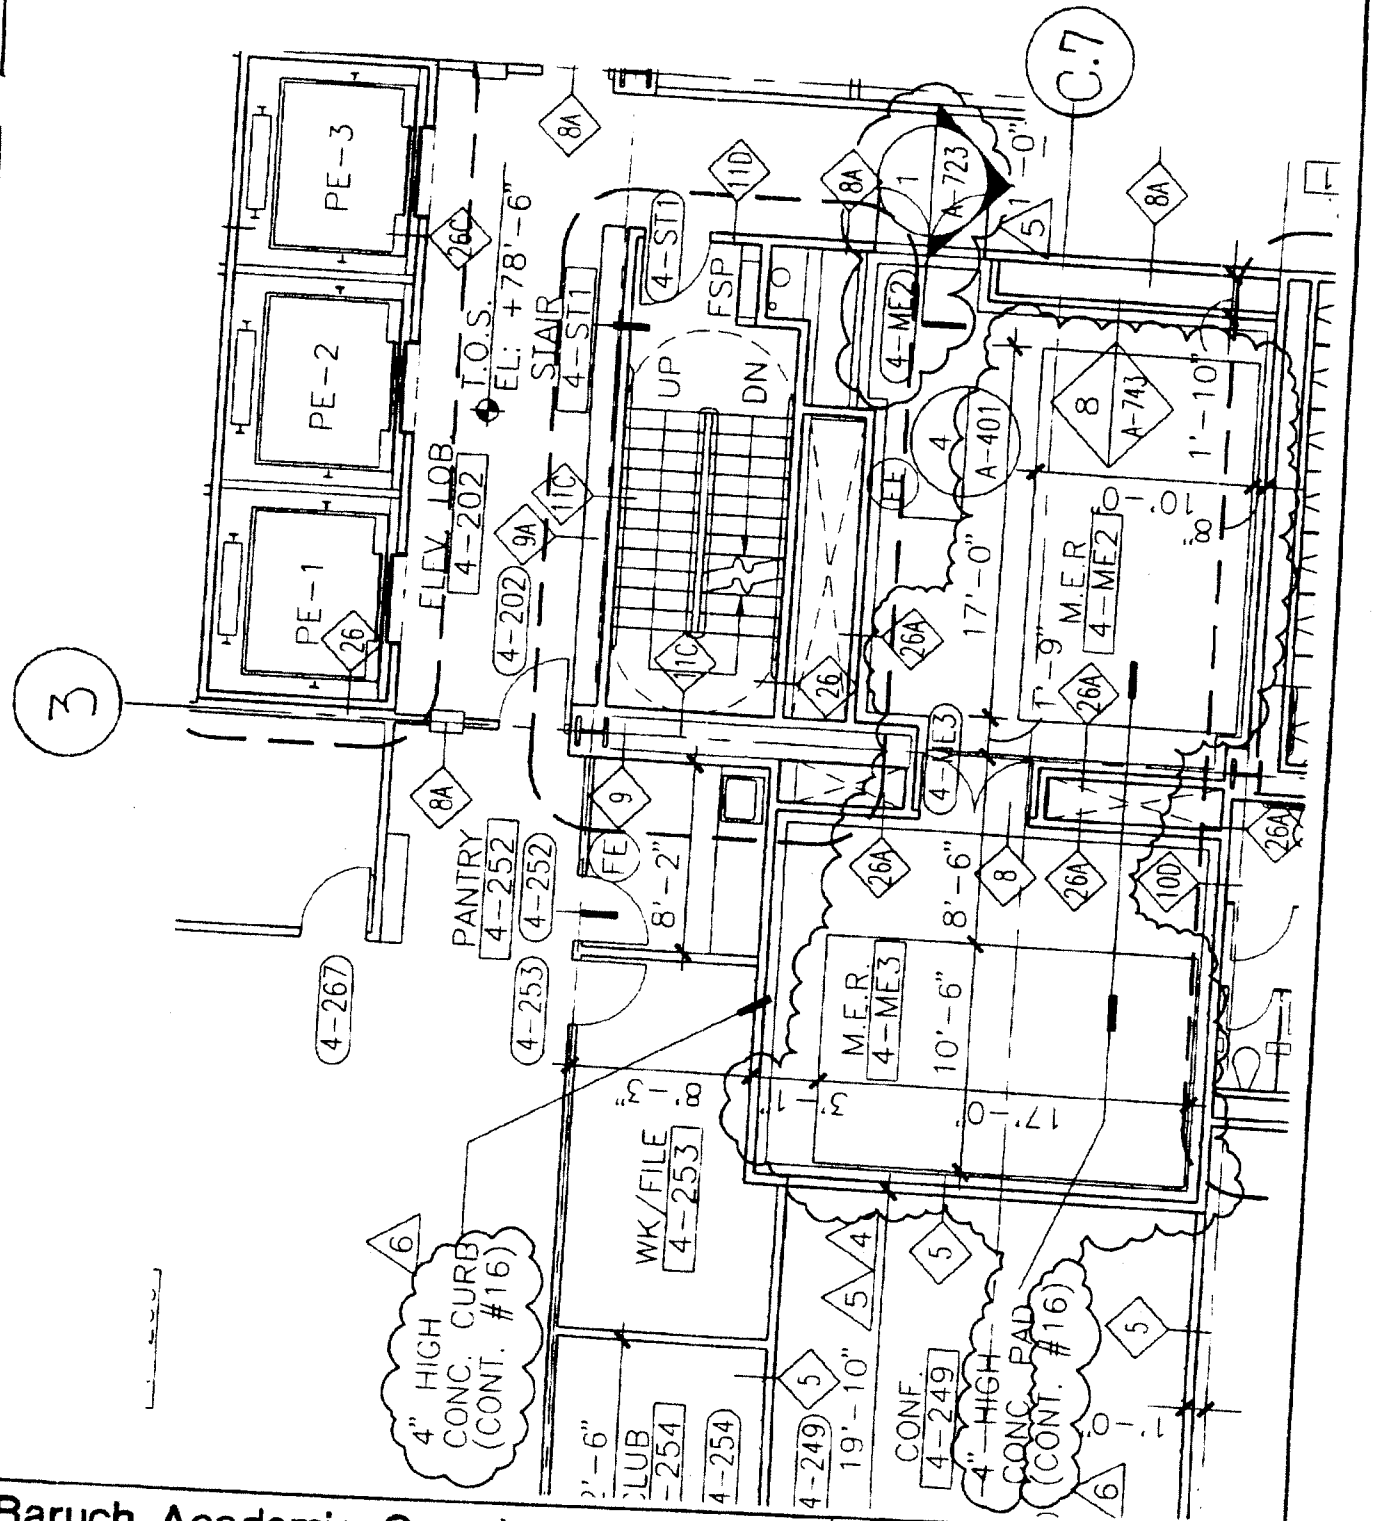 3
C.7
PE-3
PE-2
PE-1
26C
26
8A
T.O.S.
EL: +78'-6"
ELEV. LOB.
4-202
4-202
STAIR
4-ST1
4-ST1
11D
FSP
UP
DN
9A
11C
11C
8A
1
A-723
5
1'-0"
8A
4-ME2
4
A-401
8
A-743
1'-10"
10'-0"
8"
17'-0"
M.E.R.
4-ME2
1'-9"
26A
26A
26
4-ME3
8A
9
FE
PANTRY
4-252
4-252
8'-2"
4-267
4-253
26A
8'-6"
8
26A
10D
26A
M.E.R.
4-ME3
10'-6"
17'-0"
3'-1"
8'-3"
WK/FILE
4-253
6
4" HIGH
CONC. CURB
(CONT. #16)
5
4
5
5
5
19'-10"
CONF.
4-249
4-249
4" HIGH
CONC. PAD
(CONT. #16)
6
1'-0"
'-6"
LUB
-254
4-254
Baruch